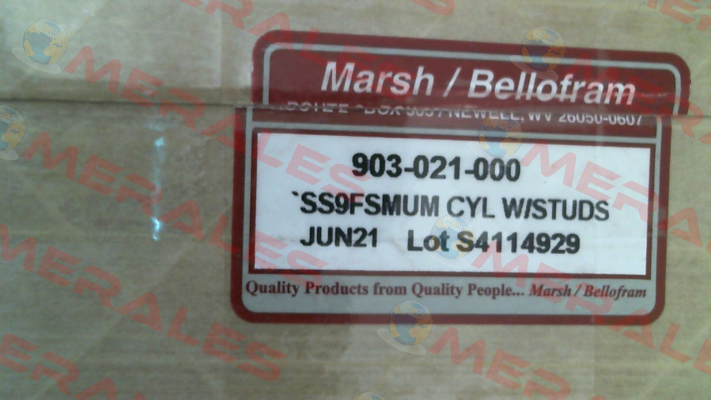 Marsh / Bellofram
NEWELL, WV 26050-0607
903-021-000
`SS9FSMUM CYL W/STUDS
JUN21 Lot S4114929
Quality Products from Quality People... Marsh / Bellofram
OMERALES